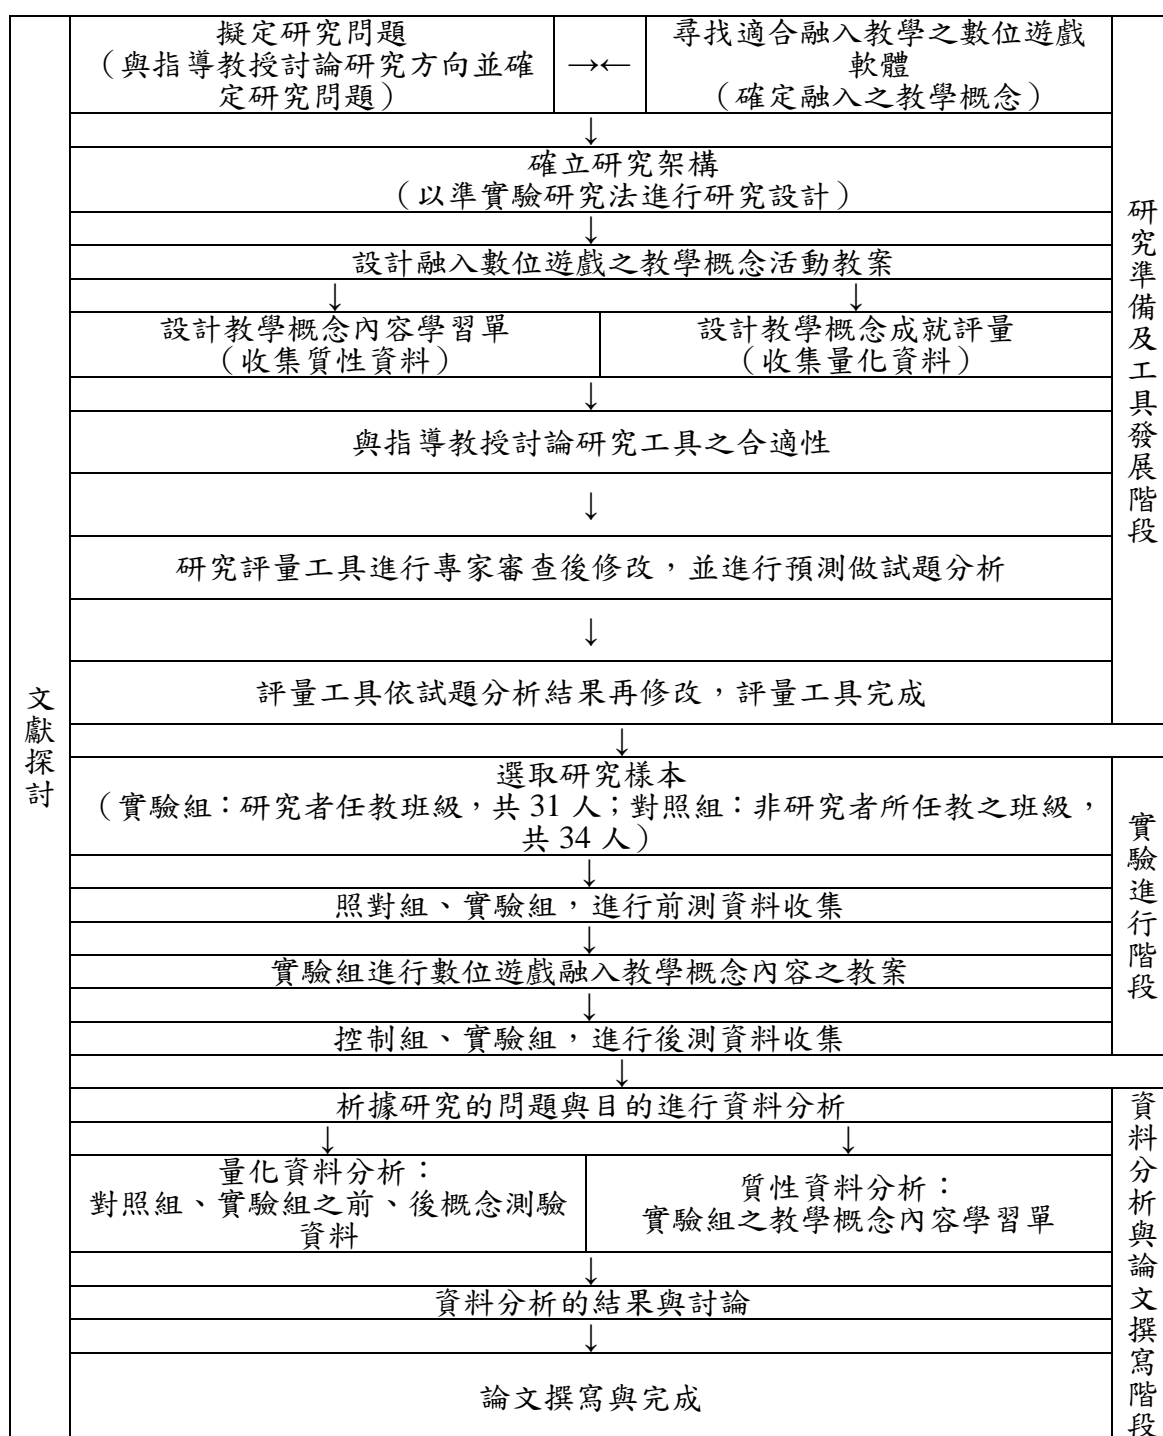 擬定研究問題
（與指導教授討論研究方向並確
定研究問題）
→←
尋找適合融入教學之數位遊戲
軟體
（確定融入之教學概念）
↓
確立研究架構
（以準實驗研究法進行研究設計）
↓
設計融入數位遊戲之教學概念活動教案
↓ ↓
設計教學概念內容學習單
（收集質性資料）
設計教學概念成就評量
（收集量化資料）
↓
與指導教授討論研究工具之合適性
↓
研究評量工具進行專家審查後修改，並進行預測做試題分析
↓
評量工具依試題分析結果再修改，評量工具完成
研究準備及工具發展階段
文獻探討
↓
選取研究樣本
（實驗組：研究者任教班級，共 31 人；對照組：非研究者所任教之班級，
共 34 人）
↓
照對組、實驗組，進行前測資料收集
↓
實驗組進行數位遊戲融入教學概念內容之教案
↓
控制組、實驗組，進行後測資料收集
實驗進行階段
↓
析據研究的問題與目的進行資料分析
↓ ↓
量化資料分析：
對照組、實驗組之前、後概念測驗
資料
質性資料分析：
實驗組之教學概念內容學習單
↓
資料分析的結果與討論
↓
論文撰寫與完成
資料分析與論文撰寫階段